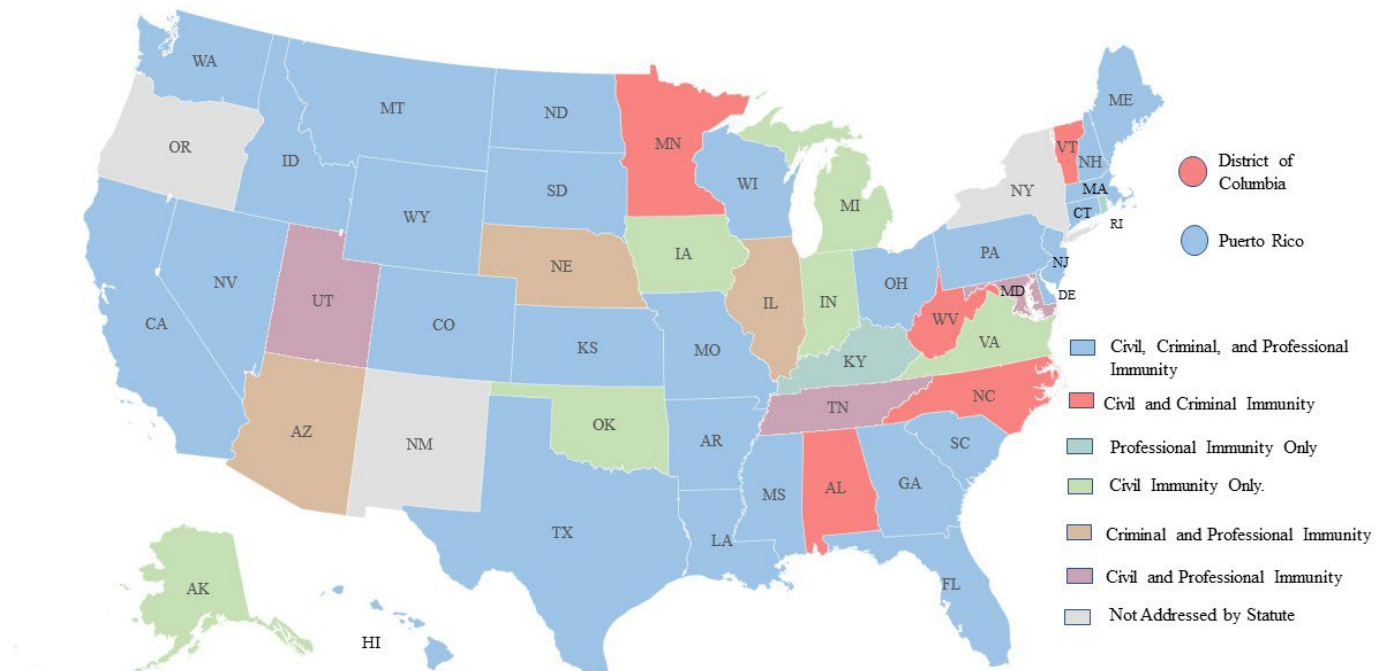 WA
MT
ND
MN
ME
OR
ID
SD
WI
VT
NH
NY
MA
CT
RI
MI
WY
IA
NE
PA
NJ
DE
OH
MD
NV
UT
CO
IL
IN
WV
VA
CA
KS
MO
KY
NC
TN
AZ
NM
OK
AR
SC
MS
AL
GA
TX
LA
FL
AK
HI
District of
Columbia
Puerto Rico
Civil, Criminal, and Professional
Immunity
Civil and Criminal Immunity
Professional Immunity Only
Civil Immunity Only.
Criminal and Professional Immunity
Civil and Professional Immunity
Not Addressed by Statute